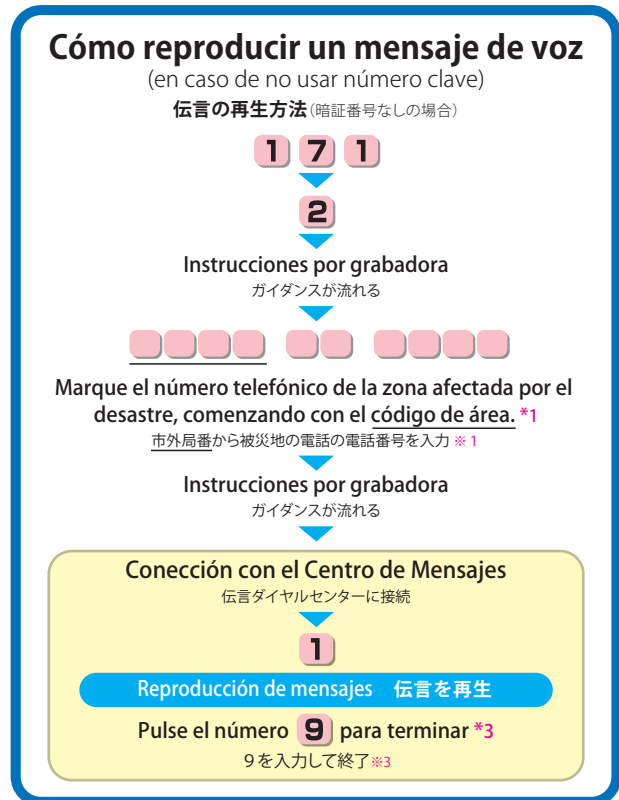 Cómo reproducir un mensaje de voz
(en caso de no usar número clave)
伝言の再生方法(暗証番号なしの場合)
1 7 1
2
Instrucciones por grabadora
ガイダンスが流れる
Marque el número telefónico de la zona afectada por el
desastre, comenzando con el código de área. *1
市外局番から被災地の電話の電話番号を入力 ※1
Instrucciones por grabadora
ガイダンスが流れる
Conección con el Centro de Mensajes
伝言ダイヤルセンターに接続
1
Reproducción de mensajes 伝言を再生
Pulse el número 9 para terminar *3
9を入力して終了※3